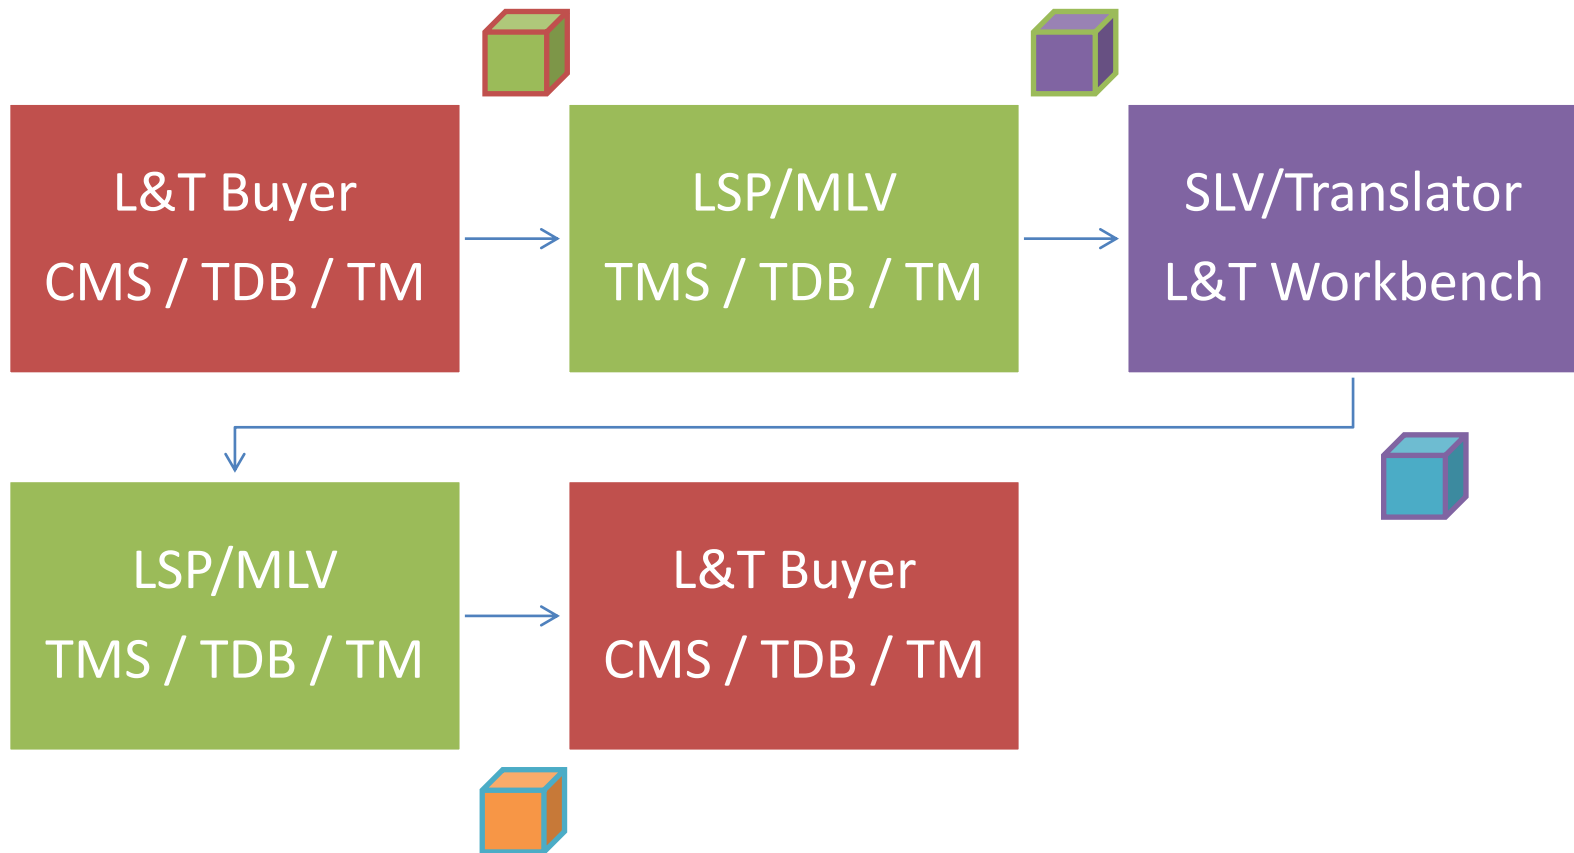 L&T Buyer
CMS / TDB / TM
LSP/MLV
TMS / TDB / TM
SLV/Translator
L&T Workbench
LSP/MLV
TMS / TDB / TM
L&T Buyer
CMS / TDB / TM